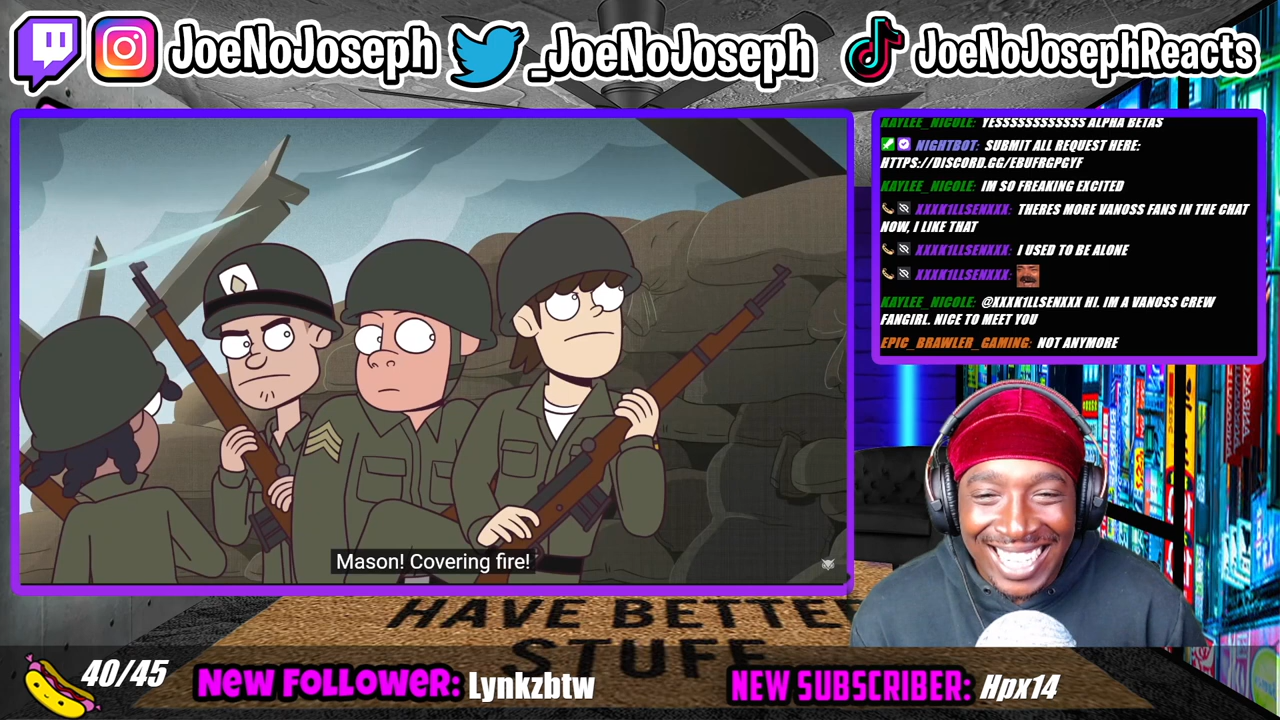 JoeNoJoseph
_JoeNoJoseph
JoeNoJosephReacts
KAYLEE_NICOLE: YESSSSSSSSSSSS ALPHA BETAS
NIGHTBOT: SUBMIT ALL REQUEST HERE:
HTTPS://DISCORD.GG/EBUFRGPGYF
KAYLEE_NICOLE: IM SO FREAKING EXCITED
XXXK1LLSENXXX: THERES MORE VANOSS FANS IN THE CHAT
NOW, I LIKE THAT
XXXK1LLSENXXX: I USED TO BE ALONE
XXXK1LLSENXXX:
KAYLEE_NICOLE: @XXXK1LLSENXXX HI. IM A VANOSS CREW
FANGIRL. NICE TO MEET YOU
EPIC_BRAWLER_GAMING: NOT ANYMORE
Mason! Covering fire!
HAVE BETTE
STUFF
40/45
NEW FOLLOWER: Lynkzbtw
NEW SUBSCRIBER: Hpx14